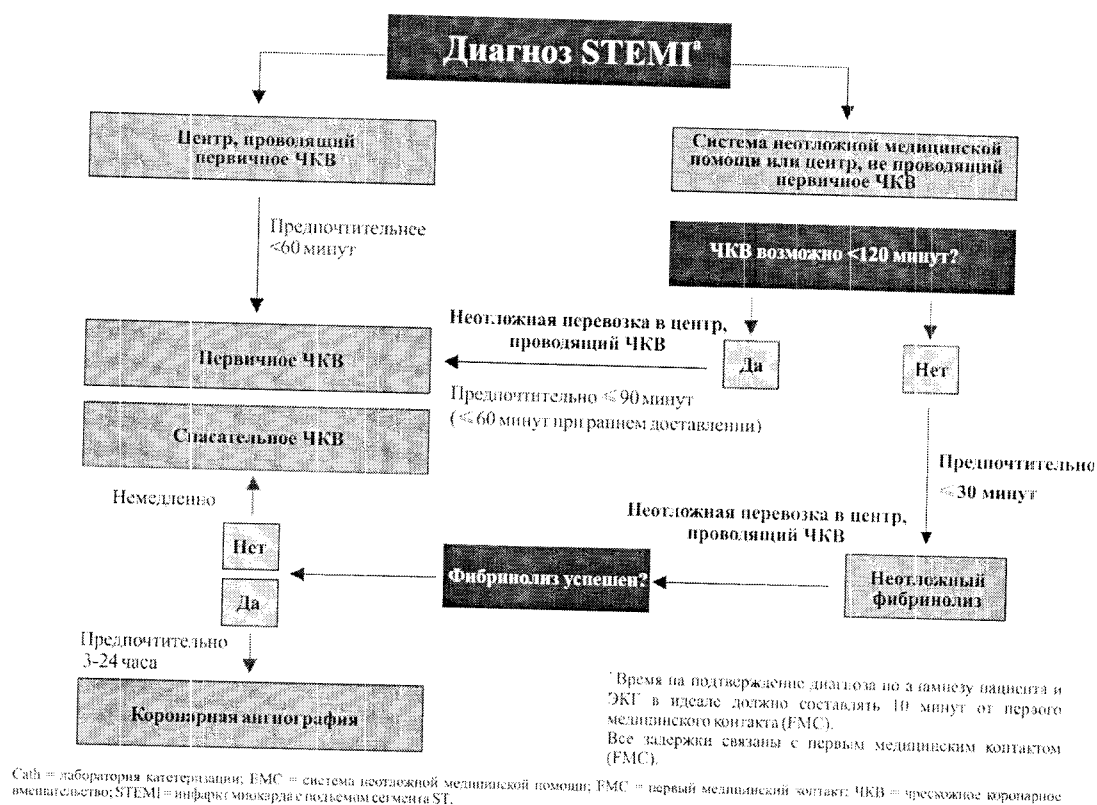 Диагноз STEMIª
Центр, проводящий
первичное ЧКВ
Система неотложной медицинской
помощи или центр, не проводящий
первичное ЧКВ
Предпочтительнее
<60 минут
ЧКВ возможно <120 минут?
Неотложная перевозка в центр,
проводящий ЧКВ
Да
Нет
Первичное ЧКВ
Предпочтительно ⩽90 минут
(⩽60 минут при раннем доставлении)
Спасательное ЧКВ
Предпочтительно
⩽30 минут
Немедленно
Неотложная перевозка в центр,
проводящий ЧКВ
Нет
Фибринолиз успешен?
Неотложный
фибринолиз
Да
Предпочтительно
3-24 часа
Коронарная ангиография
Время на подтверждение диагноза по анамнезу пациента и
ЭКГ в идеале должно составлять 10 минут от первого
медицинского контакта (FMC).
Все задержки связаны с первым медицинским контактом
(FMC).
Cath = лаборатория катетеризации; EMC = система неотложной медицинской помощи; FMC = первый медицинский контакт; ЧКВ = чрескожное коронарное
вмешательство; STEMI = инфаркт миокарда с подъемом сегмента ST.